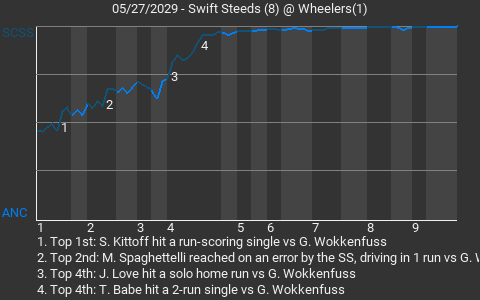 05/27/2029 - Swift Steeds (8) @ Wheelers(1)
SCSS
4
3
2
1
ANC
1 2 3 4 5 6 7 8 9
1. Top 1st: S. Kittoff hit a run-scoring single vs G. Wokkenfuss
2. Top 2nd: M. Spaghettelli reached on an error by the SS, driving in 1 run vs G.
3. Top 4th: J. Love hit a solo home run vs G. Wokkenfuss
4. Top 4th: T. Babe hit a 2-run single vs G. Wokkenfuss